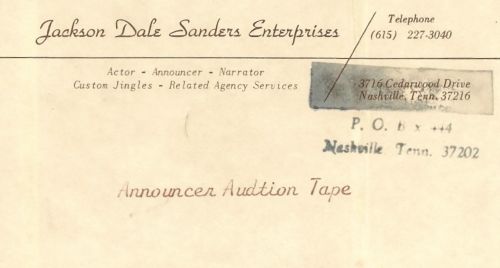 Jackson Dale Sanders Enterprises
Telephone
(615) 227-3040
Actor - Announcer - Narrator
Custom Jingles - Related Agency Services
3716 Cedarwood Drive
Nashville, Tenn. 37216
P. O.
Nashville Tenn. 37202
Announcer Audtion Tape